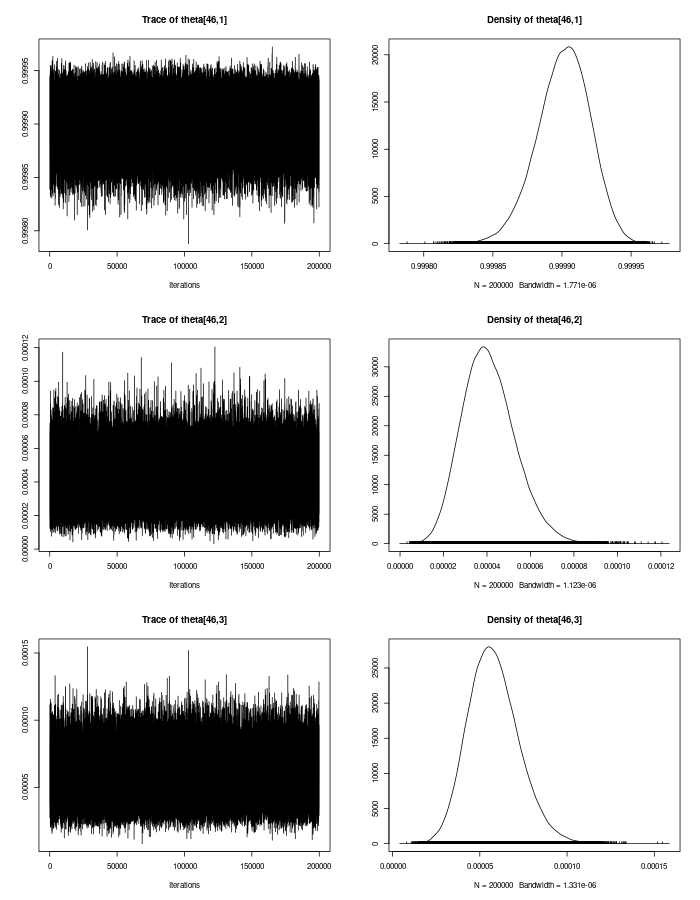 Trace of theta[46,1]
0.99980 0.99985 0.99990 0.99995
0 50000 100000 150000 200000
Iterations
Density of theta[46,1]
0 5000 10000 15000 20000
0.99980 0.99985 0.99990 0.99995
N = 200000 Bandwidth = 1.771e-06
Trace of theta[46,2]
0.00000 0.00002 0.00004 0.00006 0.00008 0.00010 0.00012
0 50000 100000 150000 200000
Iterations
Density of theta[46,2]
0 5000 10000 15000 20000 25000 30000
0.00000 0.00002 0.00004 0.00006 0.00008 0.00010 0.00012
N = 200000 Bandwidth = 1.123e-06
Trace of theta[46,3]
0.00005 0.00010 0.00015
0 50000 100000 150000 200000
Iterations
Density of theta[46,3]
0 5000 10000 15000 20000 25000
0.00000 0.00005 0.00010 0.00015
N = 200000 Bandwidth = 1.331e-06